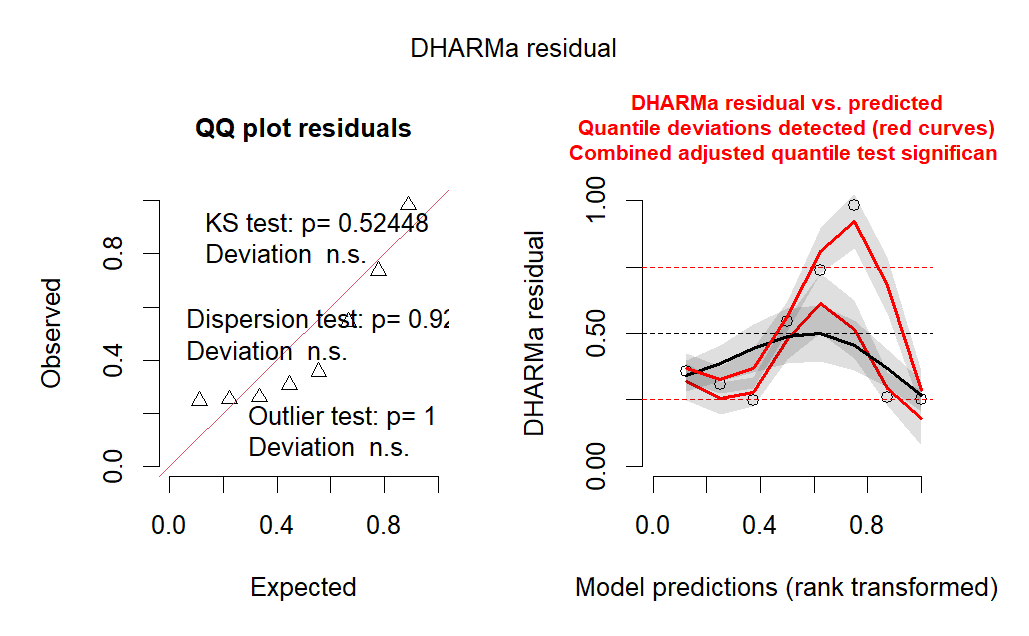 DHARMa residual
QQ plot residuals
KS test: p= 0.52448
Deviation  n.s.
Dispersion test: p= 0.92
Deviation  n.s.
Outlier test: p= 1
Deviation  n.s.
Observed
0.0
0.4
0.8
0.0
0.4
0.8
Expected
DHARMa residual vs. predicted
Quantile deviations detected (red curves)
Combined adjusted quantile test significan
DHARMa residual
0.00
0.50
1.00
0.0
0.4
0.8
Model predictions (rank transformed)